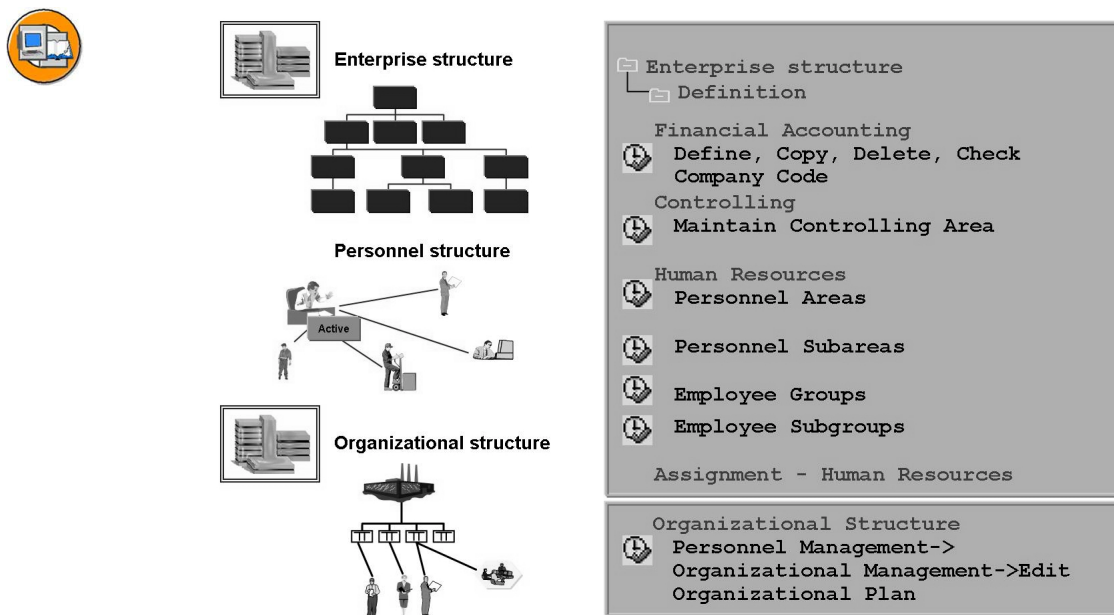 Enterprise structure
Personnel structure
Active
Organizational structure
Enterprise structure
Definition
Financial Accounting
Define, Copy, Delete, Check
Company Code
Controlling
Maintain Controlling Area
Human Resources
Personnel Areas
Personnel Subareas
Employee Groups
Employee Subgroups
Assignment - Human Resources
Organizational Structure
Personnel Management->
Organizational Management->Edit
Organizational Plan